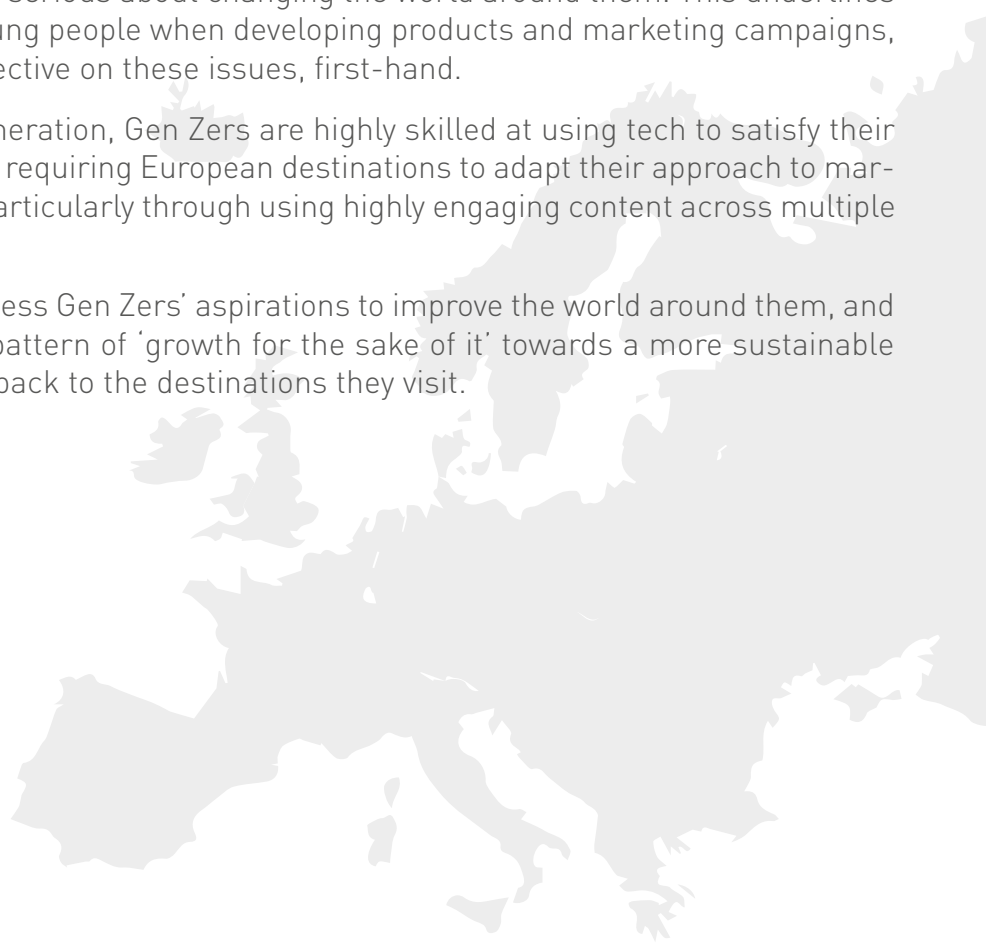 serious about changing the world around them. This underlines
ung people when developing products and marketing campaigns,
ective on these issues, first-hand.
neration, Gen Zers are highly skilled at using tech to satisfy their
requiring European destinations to adapt their approach to mar-
articularly through using highly engaging content across multiple
ess Gen Zers’ aspirations to improve the world around them, and
pattern of ‘growth for the sake of it’ towards a more sustainable
back to the destinations they visit.